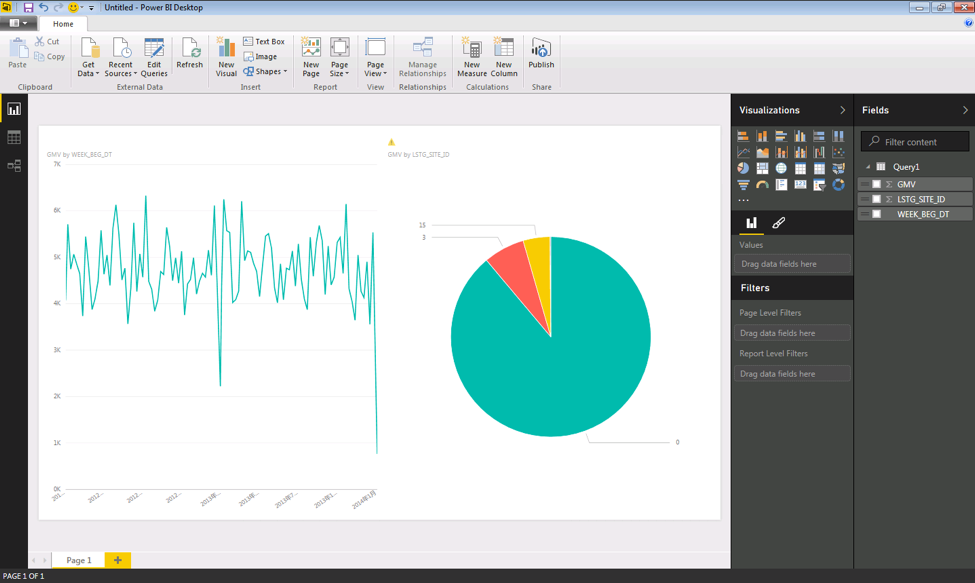 Untitled - Power BI Desktop
Home
Paste
Cut
Copy
Clipboard
Get Data
Recent Sources
Edit Queries
External Data
Refresh
New Visual
Text Box
Image
Shapes
Insert
New Page
Page Size
Report
Page View
View
Manage Relationships
Relationships
New Measure
New Column
Calculations
Publish
Share
GMV by WEEK_BEG_DT
7K
6K
5K
4K
3K
2K
1K
0K
201...
2012...
2012...
2012...
2013年...
2013年...
2013年7...
2013年1...
2014年1月
GMV by LSTG_SITE_ID
15
3
0
Visualizations
...
Values
Drag data fields here
Filters
Page Level Filters
Drag data fields here
Report Level Filters
Drag data fields here
Fields
Filter content
Query1
Σ GMV
Σ LSTG_SITE_ID
WEEK_BEG_DT
Page 1
PAGE 1 OF 1